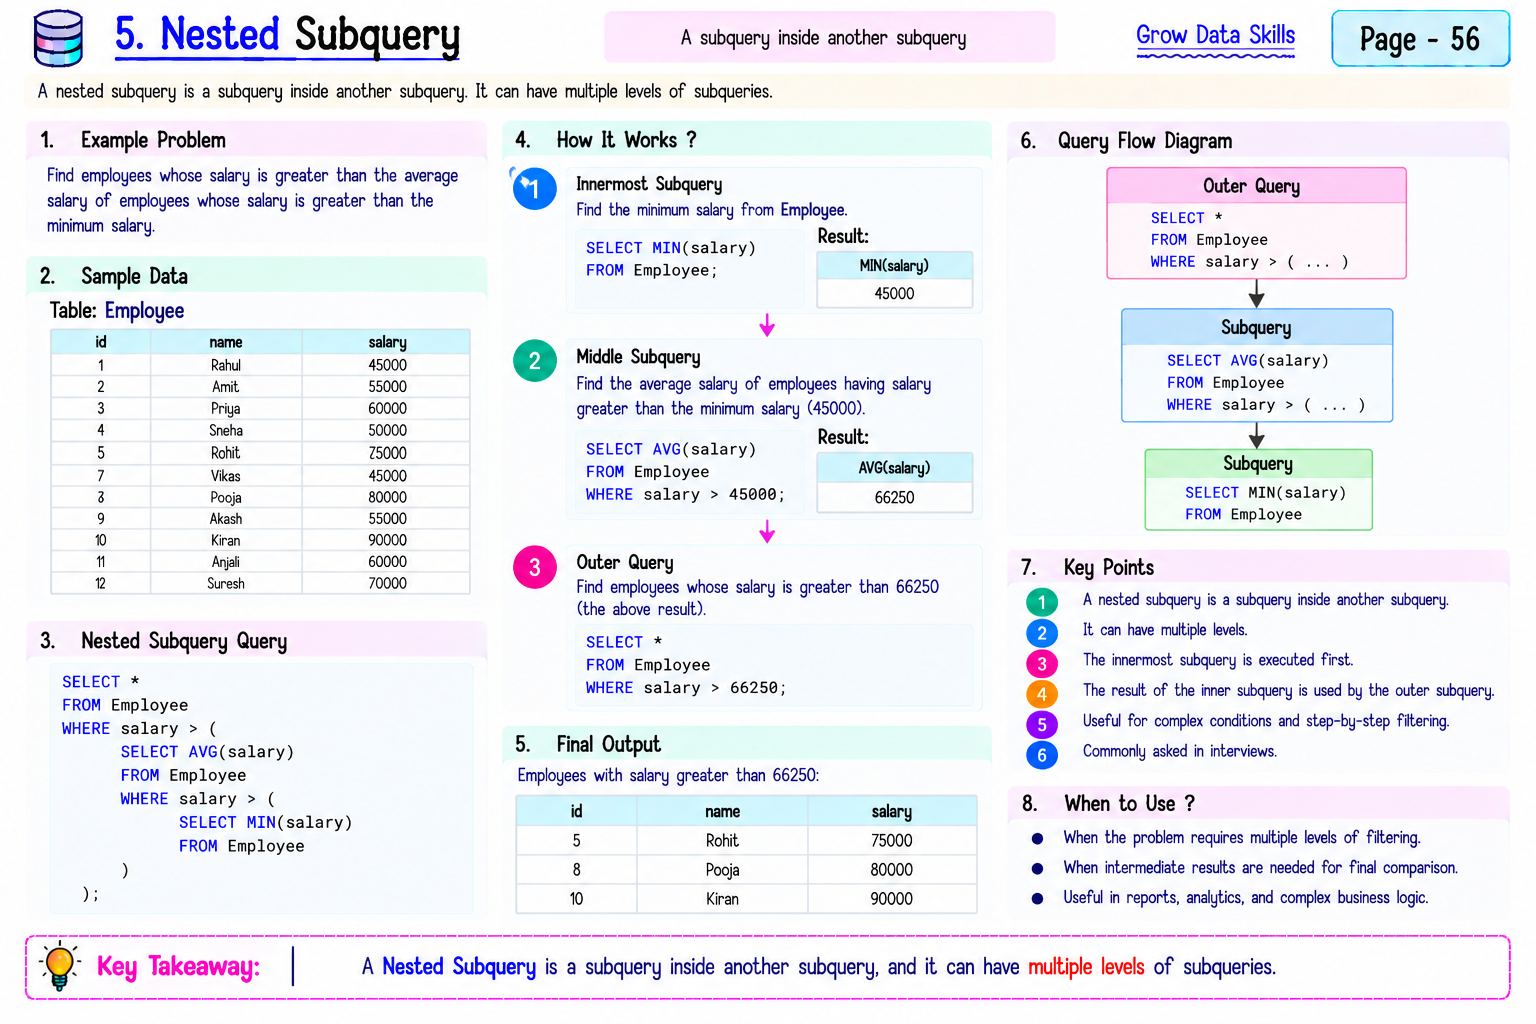 5. Nested Subquery
A subquery inside another subquery
Grow Data Skills
Page - 56
A nested subquery is a subquery inside another subquery. It can have multiple levels of subqueries.
1. Example Problem
Find employees whose salary is greater than the average
salary of employees whose salary is greater than the
minimum salary.
2. Sample Data
Table: Employee
id name salary
1 Rahul 45000
2 Amit 55000
3 Priya 60000
4 Sneha 50000
5 Rohit 75000
7 Vikas 45000
3 Pooja 80000
9 Akash 55000
10 Kiran 90000
11 Anjali 60000
12 Suresh 70000
3. Nested Subquery Query
SELECT *
FROM Employee
WHERE salary > (
SELECT AVG(salary)
FROM Employee
WHERE salary > (
SELECT MIN(salary)
FROM Employee
)
);
4. How It Works ?
1
Innermost Subquery
Find the minimum salary from Employee.
SELECT MIN(salary)
FROM Employee;
Result:
MIN(salary)
45000
2
Middle Subquery
Find the average salary of employees having salary
greater than the minimum salary (45000).
SELECT AVG(salary)
FROM Employee
WHERE salary > 45000;
Result:
AVG(salary)
66250
3
Outer Query
Find employees whose salary is greater than 66250
(the above result).
SELECT *
FROM Employee
WHERE salary > 66250;
5. Final Output
Employees with salary greater than 66250:
id name salary
5 Rohit 75000
8 Pooja 80000
10 Kiran 90000
6. Query Flow Diagram
Outer Query
SELECT *
FROM Employee
WHERE salary > ( ... )
Subquery
SELECT AVG(salary)
FROM Employee
WHERE salary > ( ... )
Subquery
SELECT MIN(salary)
FROM Employee
7. Key Points
1 A nested subquery is a subquery inside another subquery.
2 It can have multiple levels.
3 The innermost subquery is executed first.
4 The result of the inner subquery is used by the outer subquery.
5 Useful for complex conditions and step-by-step filtering.
6 Commonly asked in interviews.
8. When to Use ?
● When the problem requires multiple levels of filtering.
● When intermediate results are needed for final comparison.
● Useful in reports, analytics, and complex business logic.
Key Takeaway:
A Nested Subquery is a subquery inside another subquery, and it can have multiple levels of subqueries.